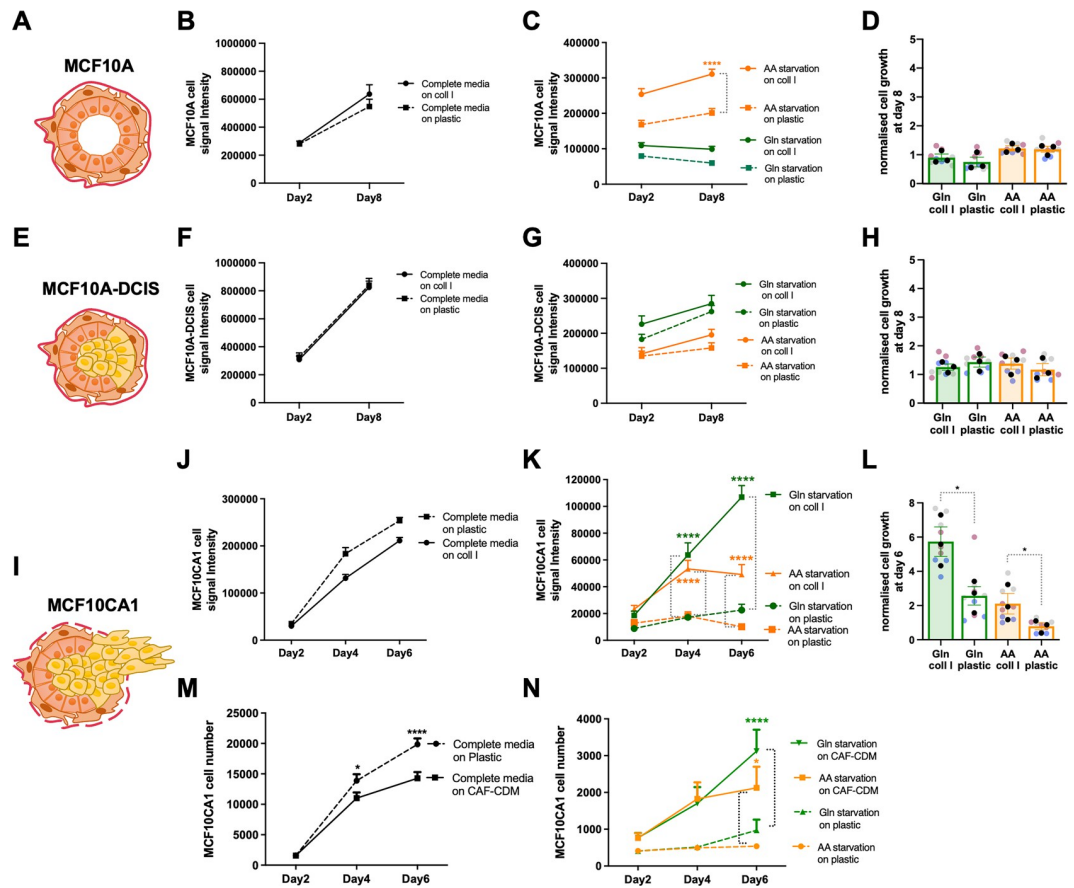 A
MCF10A
B
MCF10A cell
signal Intensity
1000000
800000
600000
400000
200000
0
Day2
Day8
Complete media
on coll I
Complete media
on plastic
C
MCF10A cell
signal Intensity
400000
300000
200000
100000
0
Day2
Day8
****
AA starvation
on coll I
AA starvation
on plastic
Gln starvation
on coll I
Gln starvation
on plastic
D
normalised cell growth
at day 8
5
4
3
2
1
0
Gln
coll I
Gln
plastic
AA
coll I
AA
plastic
E
MCF10A-DCIS
F
MCF10A-DCIS cell
signal Intensity
1000000
800000
600000
400000
200000
0
Day2
Day8
Complete media
on coll I
Complete media
on plastic
G
MCF10A-DCIS cell
signal Intensity
400000
300000
200000
100000
0
Day2
Day8
Gln starvation
on coll I
Gln starvation
on plastic
AA starvation
on coll I
AA starvation
on plastic
H
normalised cell growth
at day 8
5
4
3
2
1
0
Gln
coll I
Gln
plastic
AA
coll I
AA
plastic
I
MCF10CA1
J
MCF10CA1 cell
signal Intensity
300000
200000
100000
0
Day2
Day4
Day6
Complete media
on plastic
Complete media
on coll I
K
MCF10CA1 cell
signal Intensity
120000
100000
80000
60000
40000
20000
0
Day2
Day4
Day6
****
****
****
****
Gln starvation
on coll I
AA starvation
on coll I
Gln starvation
on plastic
AA starvation
on plastic
L
normalised cell growth
at day 6
8
6
4
2
0
*
*
Gln
coll I
Gln
plastic
AA
coll I
AA
plastic
M
MCF10CA1 cell number
25000
20000
15000
10000
5000
0
Day2
Day4
Day6
*
****
Complete media
on Plastic
Complete media
on CAF-CDM
N
MCF10CA1 cell number
4000
3000
2000
1000
0
Day2
Day4
Day6
****
*
Gln starvation
on CAF-CDM
AA starvation
on CAF-CDM
Gln starvation
on plastic
AA starvation
on plastic